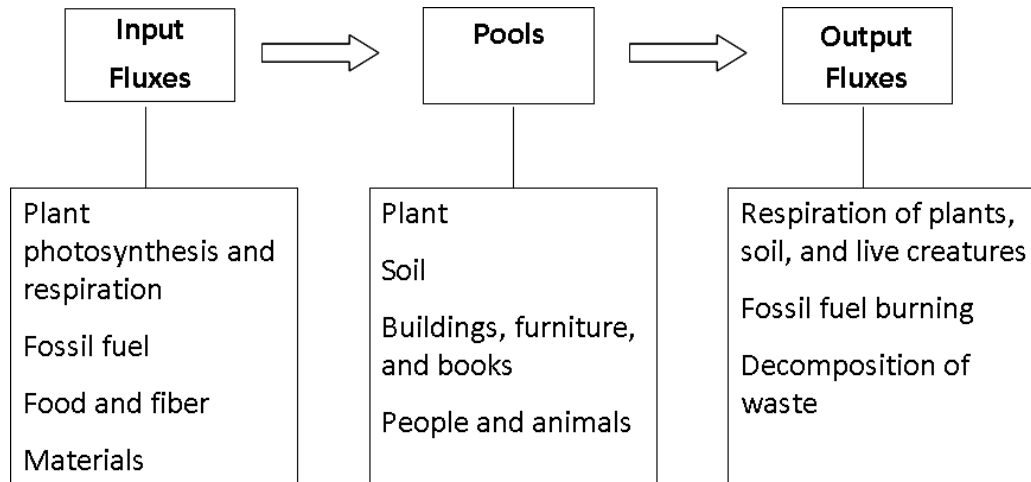 Input
Fluxes
Pools
Output
Fluxes
Plant
photosynthesis and
respiration
Fossil fuel
Food and fiber
Materials
Plant
Soil
Buildings, furniture,
and books
People and animals
Respiration of plants,
soil, and live creatures
Fossil fuel burning
Decomposition of
waste